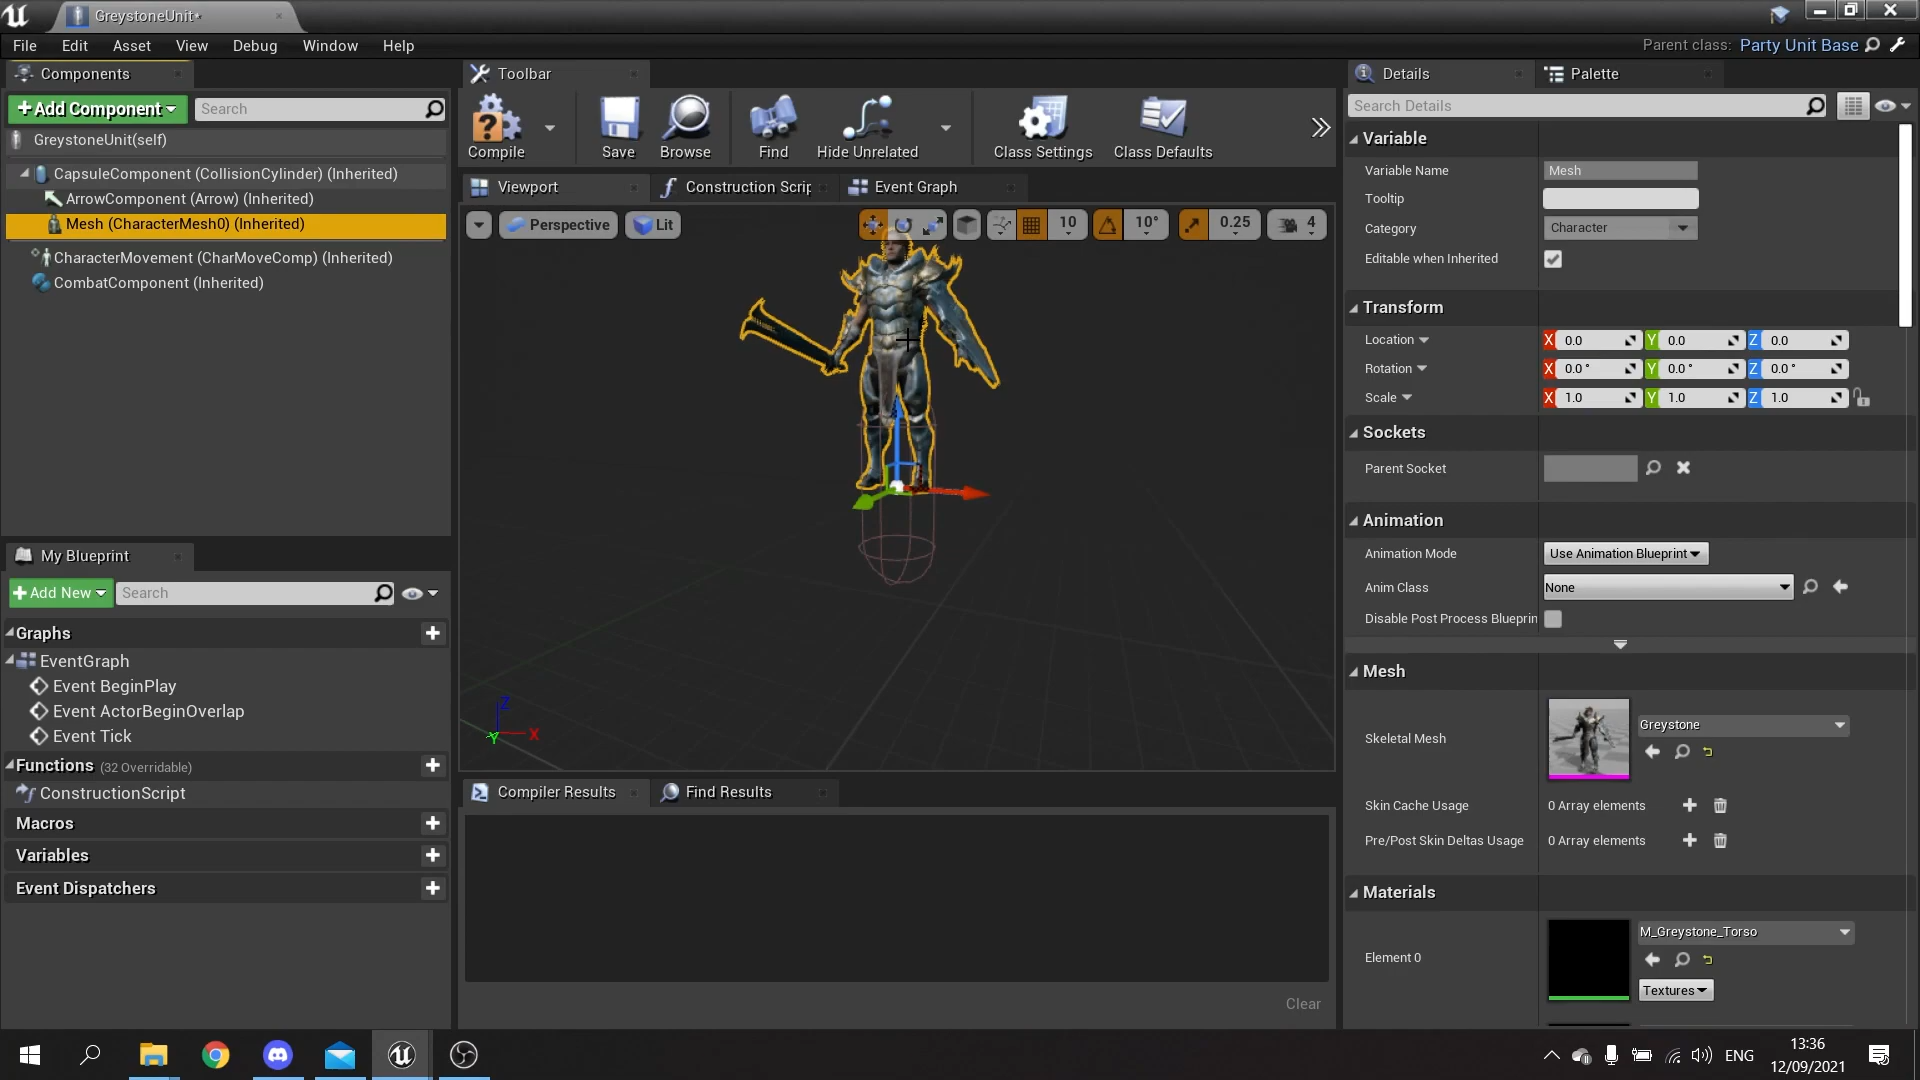 GreystoneUnit*
File Edit Asset View Debug Window Help
Parent class: Party Unit Base
Components
Add Component
Search
GreystoneUnit(self)
CapsuleComponent (CollisionCylinder) (Inherited)
ArrowComponent (Arrow) (Inherited)
Mesh (CharacterMesh0) (Inherited)
CharacterMovement (CharMoveComp) (Inherited)
CombatComponent (Inherited)
My Blueprint
Add New
Search
Graphs
EventGraph
Event BeginPlay
Event ActorBeginOverlap
Event Tick
Functions (32 Overridable)
ConstructionScript
Macros
Variables
Event Dispatchers
Toolbar
Compile
Save
Browse
Find
Hide Unrelated
Class Settings
Class Defaults
Viewport
Construction Scrip
Event Graph
Perspective
Lit
10
10°
0.25
4
Z
X
Y
Compiler Results
Find Results
Clear
Details
Palette
Search Details
Variable
Variable Name Mesh
Tooltip
Category Character
Editable when Inherited
Transform
Location X 0.0 Y 0.0 Z 0.0
Rotation X 0.0° Y 0.0° Z 0.0°
Scale X 1.0 Y 1.0 Z 1.0
Sockets
Parent Socket
Animation
Animation Mode Use Animation Blueprint
Anim Class None
Disable Post Process Blueprin
Mesh
Skeletal Mesh Greystone
Skin Cache Usage 0 Array elements
Pre/Post Skin Deltas Usage 0 Array elements
Materials
Element 0 M_Greystone_Torso
Textures
ENG
13:36
12/09/2021